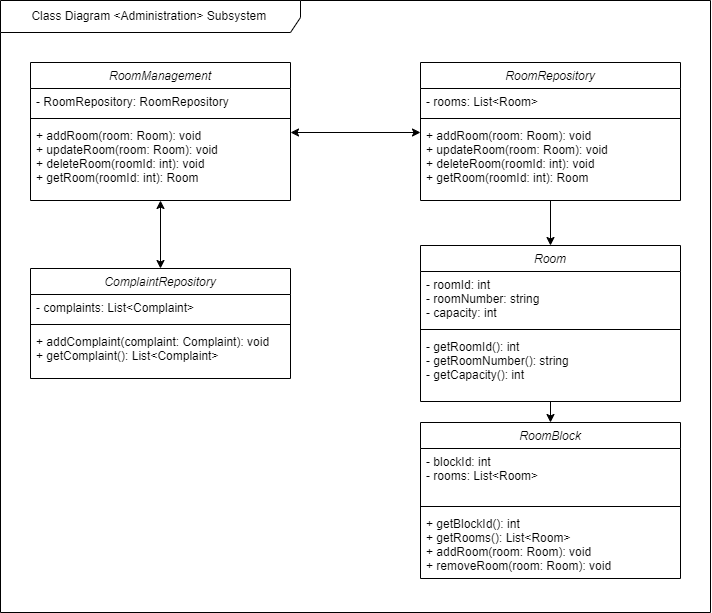 Class Diagram <Administration> Subsystem
RoomManagement
- RoomRepository: RoomRepository
+ addRoom(room: Room): void
+ updateRoom(room: Room): void
+ deleteRoom(roomId: int): void
+ getRoom(roomId: int): Room
RoomRepository
- rooms: List<Room>
+ addRoom(room: Room): void
+ updateRoom(room: Room): void
+ deleteRoom(roomId: int): void
+ getRoom(roomId: int): Room
ComplaintRepository
- complaints: List<Complaint>
+ addComplaint(complaint: Complaint): void
+ getComplaint(): List<Complaint>
Room
- roomId: int
- roomNumber: string
- capacity: int
- getRoomId(): int
- getRoomNumber(): string
- getCapacity(): int
RoomBlock
- blockId: int
- rooms: List<Room>
+ getBlockId(): int
+ getRooms(): List<Room>
+ addRoom(room: Room): void
+ removeRoom(room: Room): void